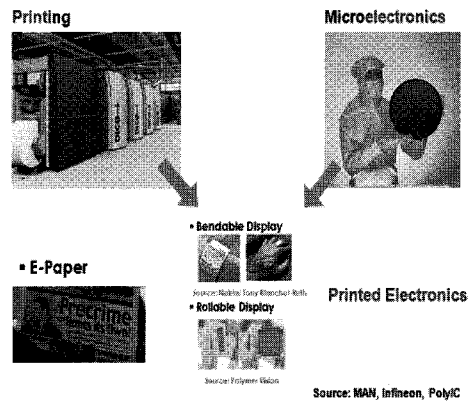 Printing
Microelectronics
▪ Bendable Display
▪ E-Paper
▪ Rollable Display
Printed Electronics
Source: Polymer Vision
Source: MAN, Infineon, PolyIC